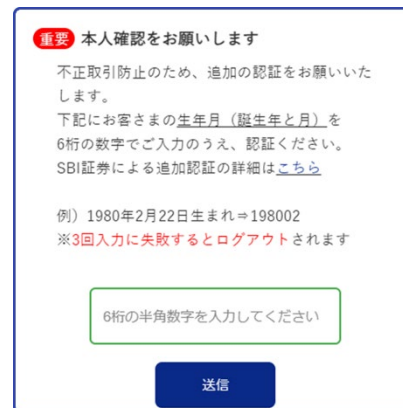 重要 本人確認をお願いします
不正取引防止のため、追加の認証をお願いいた
します。
下記にお客さまの生年月（誕生年と月）を
6桁の数字でご入力のうえ、認証ください。
SBI証券による追加認証の詳細はこちら
例）1980年2月22日生まれ⇒198002
※3回入力に失敗するとログアウトされます
6桁の半角数字を入力してください
送信